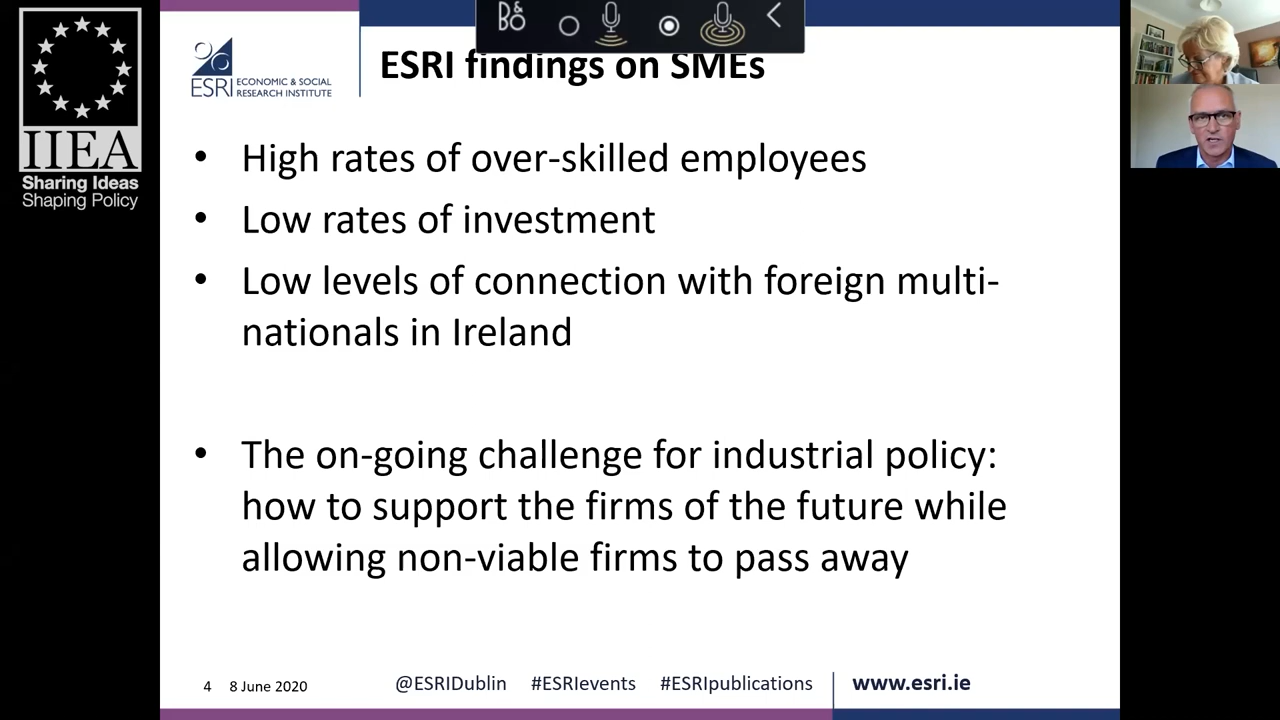 IIEA
Sharing Ideas
Shaping Policy
B&O
ESRI
ECONOMIC & SOCIAL
RESEARCH INSTITUTE
ESRI findings on SMEs
• High rates of over-skilled employees
• Low rates of investment
• Low levels of connection with foreign multi-
nationals in Ireland
• The on-going challenge for industrial policy:
how to support the firms of the future while
allowing non-viable firms to pass away
4 8 June 2020
@ESRIDublin #ESRIevents #ESRIpublications
www.esri.ie